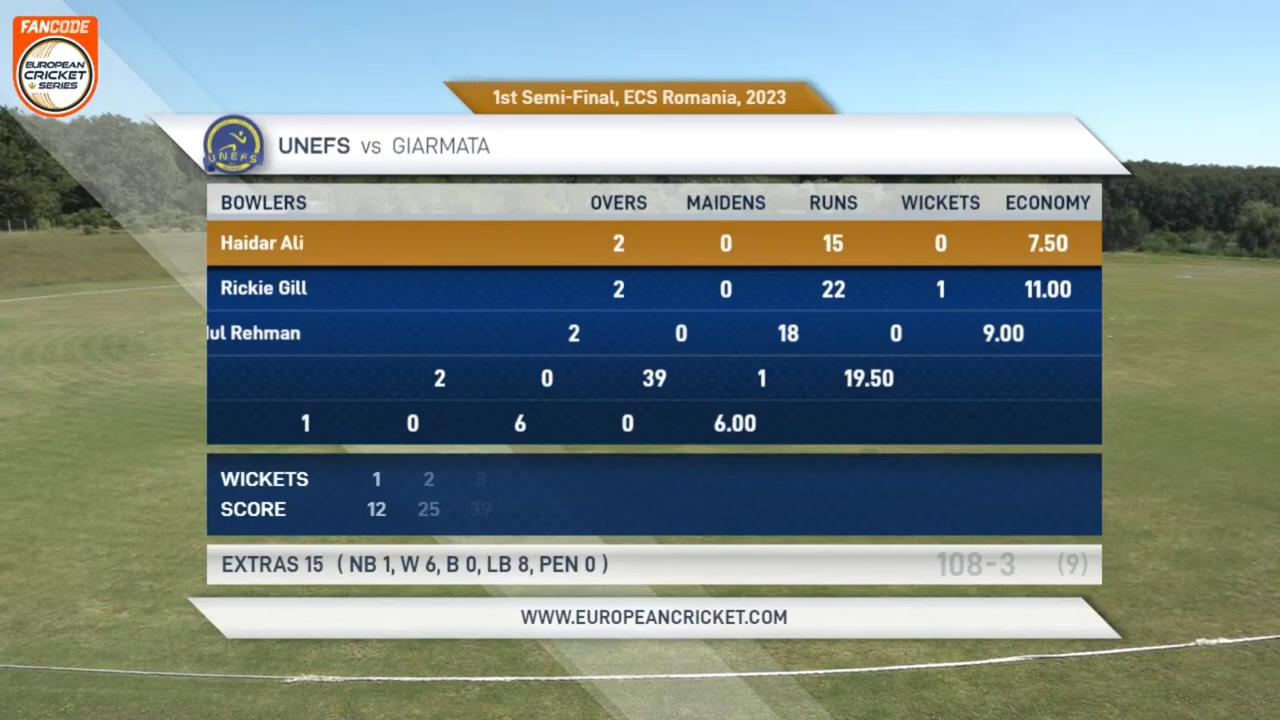 FANCODE
EUROPEAN
CRICKET
SERIES
1st Semi-Final, ECS Romania, 2023
UNEFS
UNEFS vs GIARMATA
BOWLERS OVERS MAIDENS RUNS WICKETS ECONOMY
Haidar Ali 2 0 15 0 7.50
Rickie Gill 2 0 22 1 11.00
lul Rehman 2 0 18 0 9.00
2 0 39 1 19.50
1 0 6 0 6.00
WICKETS 1 2 3
SCORE 12 25 39
EXTRAS 15 ( NB 1, W 6, B 0, LB 8, PEN 0 ) 108-3 (9)
WWW.EUROPEANCRICKET.COM